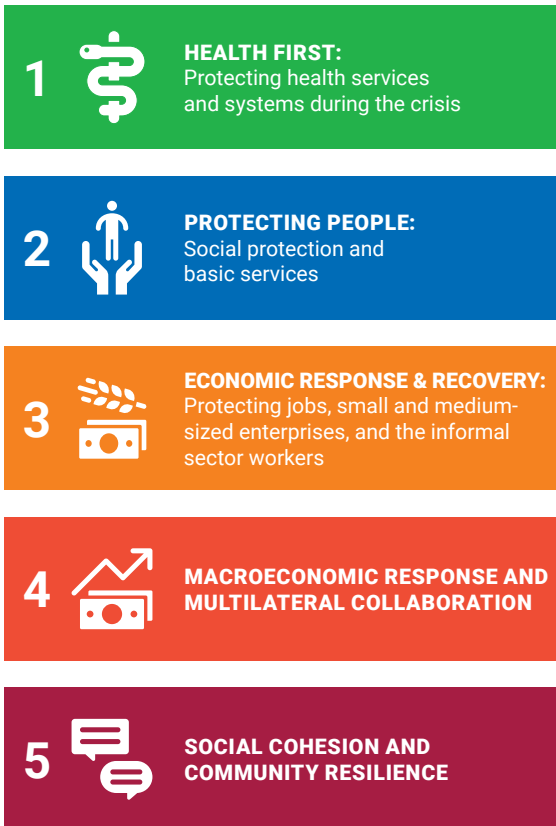 1
HEALTH FIRST:
Protecting health services
and systems during the crisis
2
PROTECTING PEOPLE:
Social protection and
basic services
3
ECONOMIC RESPONSE & RECOVERY:
Protecting jobs, small and medium-
sized enterprises, and the informal
sector workers
4
MACROECONOMIC RESPONSE AND
MULTILATERAL COLLABORATION
5
SOCIAL COHESION AND
COMMUNITY RESILIENCE